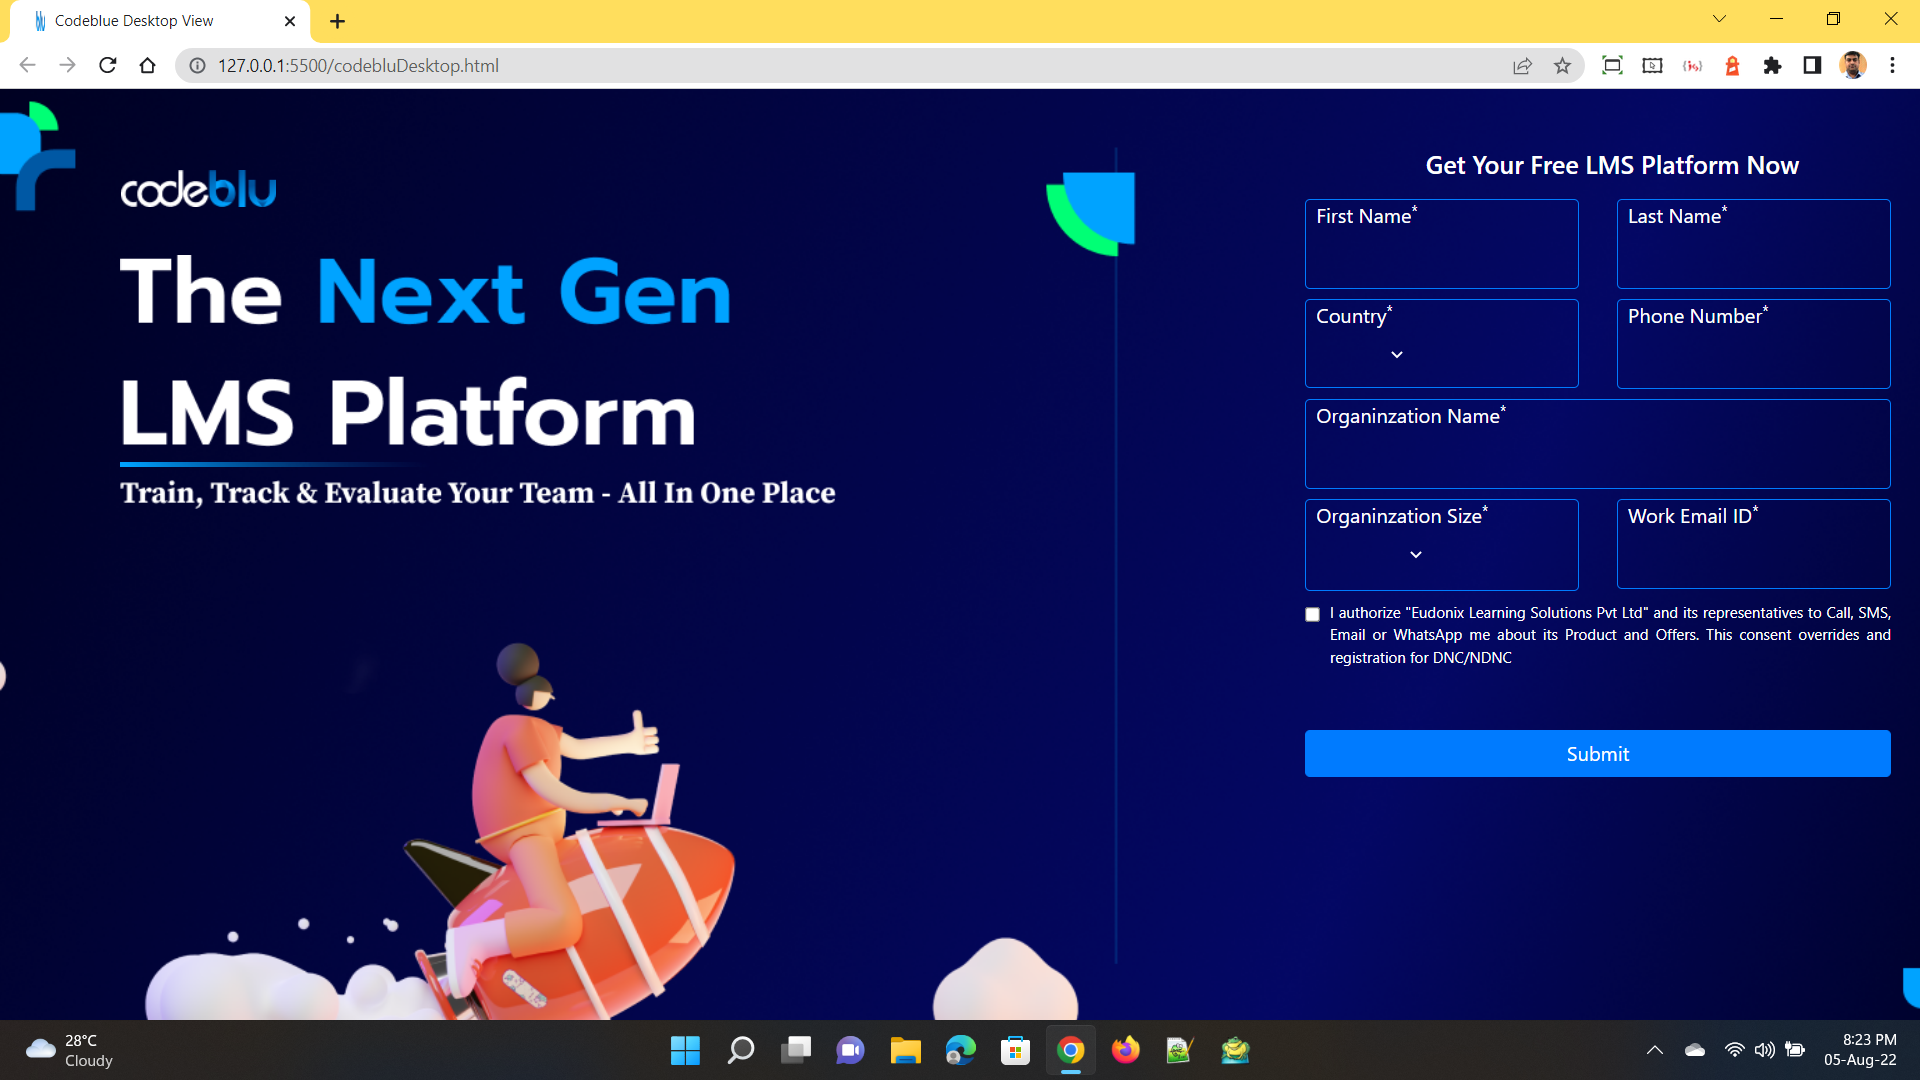 Codeblue Desktop View
127.0.0.1:5500/codebluDesktop.html
codeblu
The Next Gen
LMS Platform
Train, Track & Evaluate Your Team - All In One Place
Get Your Free LMS Platform Now
First Name*
Last Name*
Country*
Phone Number*
Organinzation Name*
Organinzation Size*
Work Email ID*
I authorize "Eudonix Learning Solutions Pvt Ltd" and its representatives to Call, SMS,
Email or WhatsApp me about its Product and Offers. This consent overrides and
registration for DNC/NDNC
Submit
28°C
Cloudy
8:23 PM
05-Aug-22